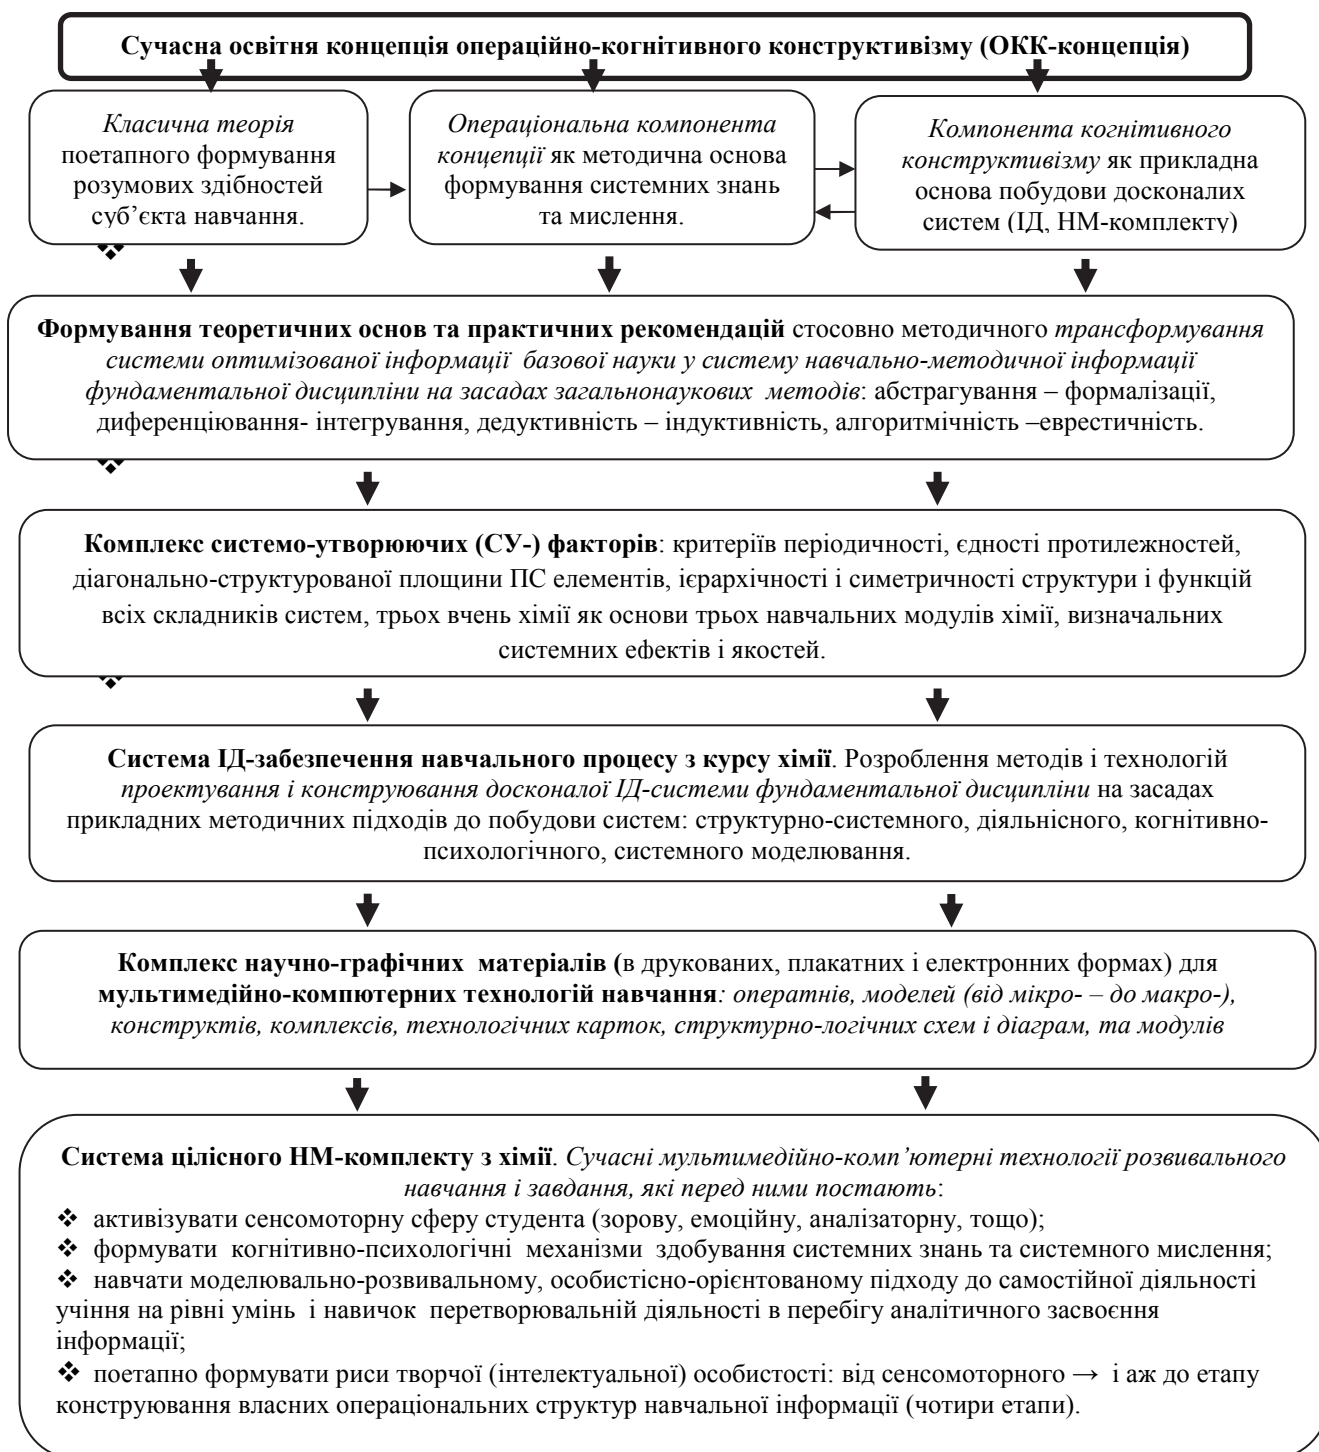 Сучасна освітня концепція операційно-когнітивного конструктивізму (ОКК-концепція)
Класична теорія
поетапного формування
розумових здібностей
суб’єкта навчання.
Операціональна компонента
концепції як методична основа
формування системних знань
та мислення.
Компонента когнітивного
конструктивізму як прикладна
основа побудови досконалих
систем (ІД, НМ-комплекту)
Формування теоретичних основ та практичних рекомендацій стосовно методичного трансформування
системи оптимізованої інформації базової науки у систему навчально-методичної інформації
фундаментальної дисципліни на засадах загальнонаукових методів: абстрагування – формалізації,
диференціювання- інтегрування, дедуктивність – індуктивність, алгоритмічність –еврестичність.
Комплекс системо-утворюючих (СУ-) факторів: критеріїв періодичності, єдності протилежностей,
діагонально-структурованої площини ПС елементів, ієрархічності і симетричності структури і функцій
всіх складників систем, трьох вчень хімії як основи трьох навчальних модулів хімії, визначальних
системних ефектів і якостей.
Система ІД-забезпечення навчального процесу з курсу хімії. Розроблення методів і технологій
проектування і конструювання досконалої ІД-системи фундаментальної дисципліни на засадах
прикладних методичних підходів до побудови систем: структурно-системного, діяльнісного, когнітивно-
психологічного, системного моделювання.
Комплекс научно-графічних матеріалів (в друкованих, плакатних і електронних формах) для
мультимедійно-компютерних технологій навчання: оператнів, моделей (від мікро- – до макро-),
конструктів, комплексів, технологічних карток, структурно-логічних схем і діаграм, та модулів
Система цілісного НМ-комплекту з хімії. Сучасні мультимедійно-комп’ютерні технології розвивального
навчання і завдання, які перед ними постають:
❖ активізувати сенсомоторну сферу студента (зорову, емоційну, аналізаторну, тощо);
❖ формувати когнітивно-психологічні механізми здобування системних знань та системного мислення;
❖ навчати моделювально-розвивальному, особистісно-орієнтованому підходу до самостійної діяльності
учіння на рівні умінь і навичок перетворювальній діяльності в перебігу аналітичного засвоєння
інформації;
❖ поетапно формувати риси творчої (інтелектуальної) особистості: від сенсомоторного → і аж до етапу
конструювання власних операціональних структур навчальної інформації (чотири етапи).